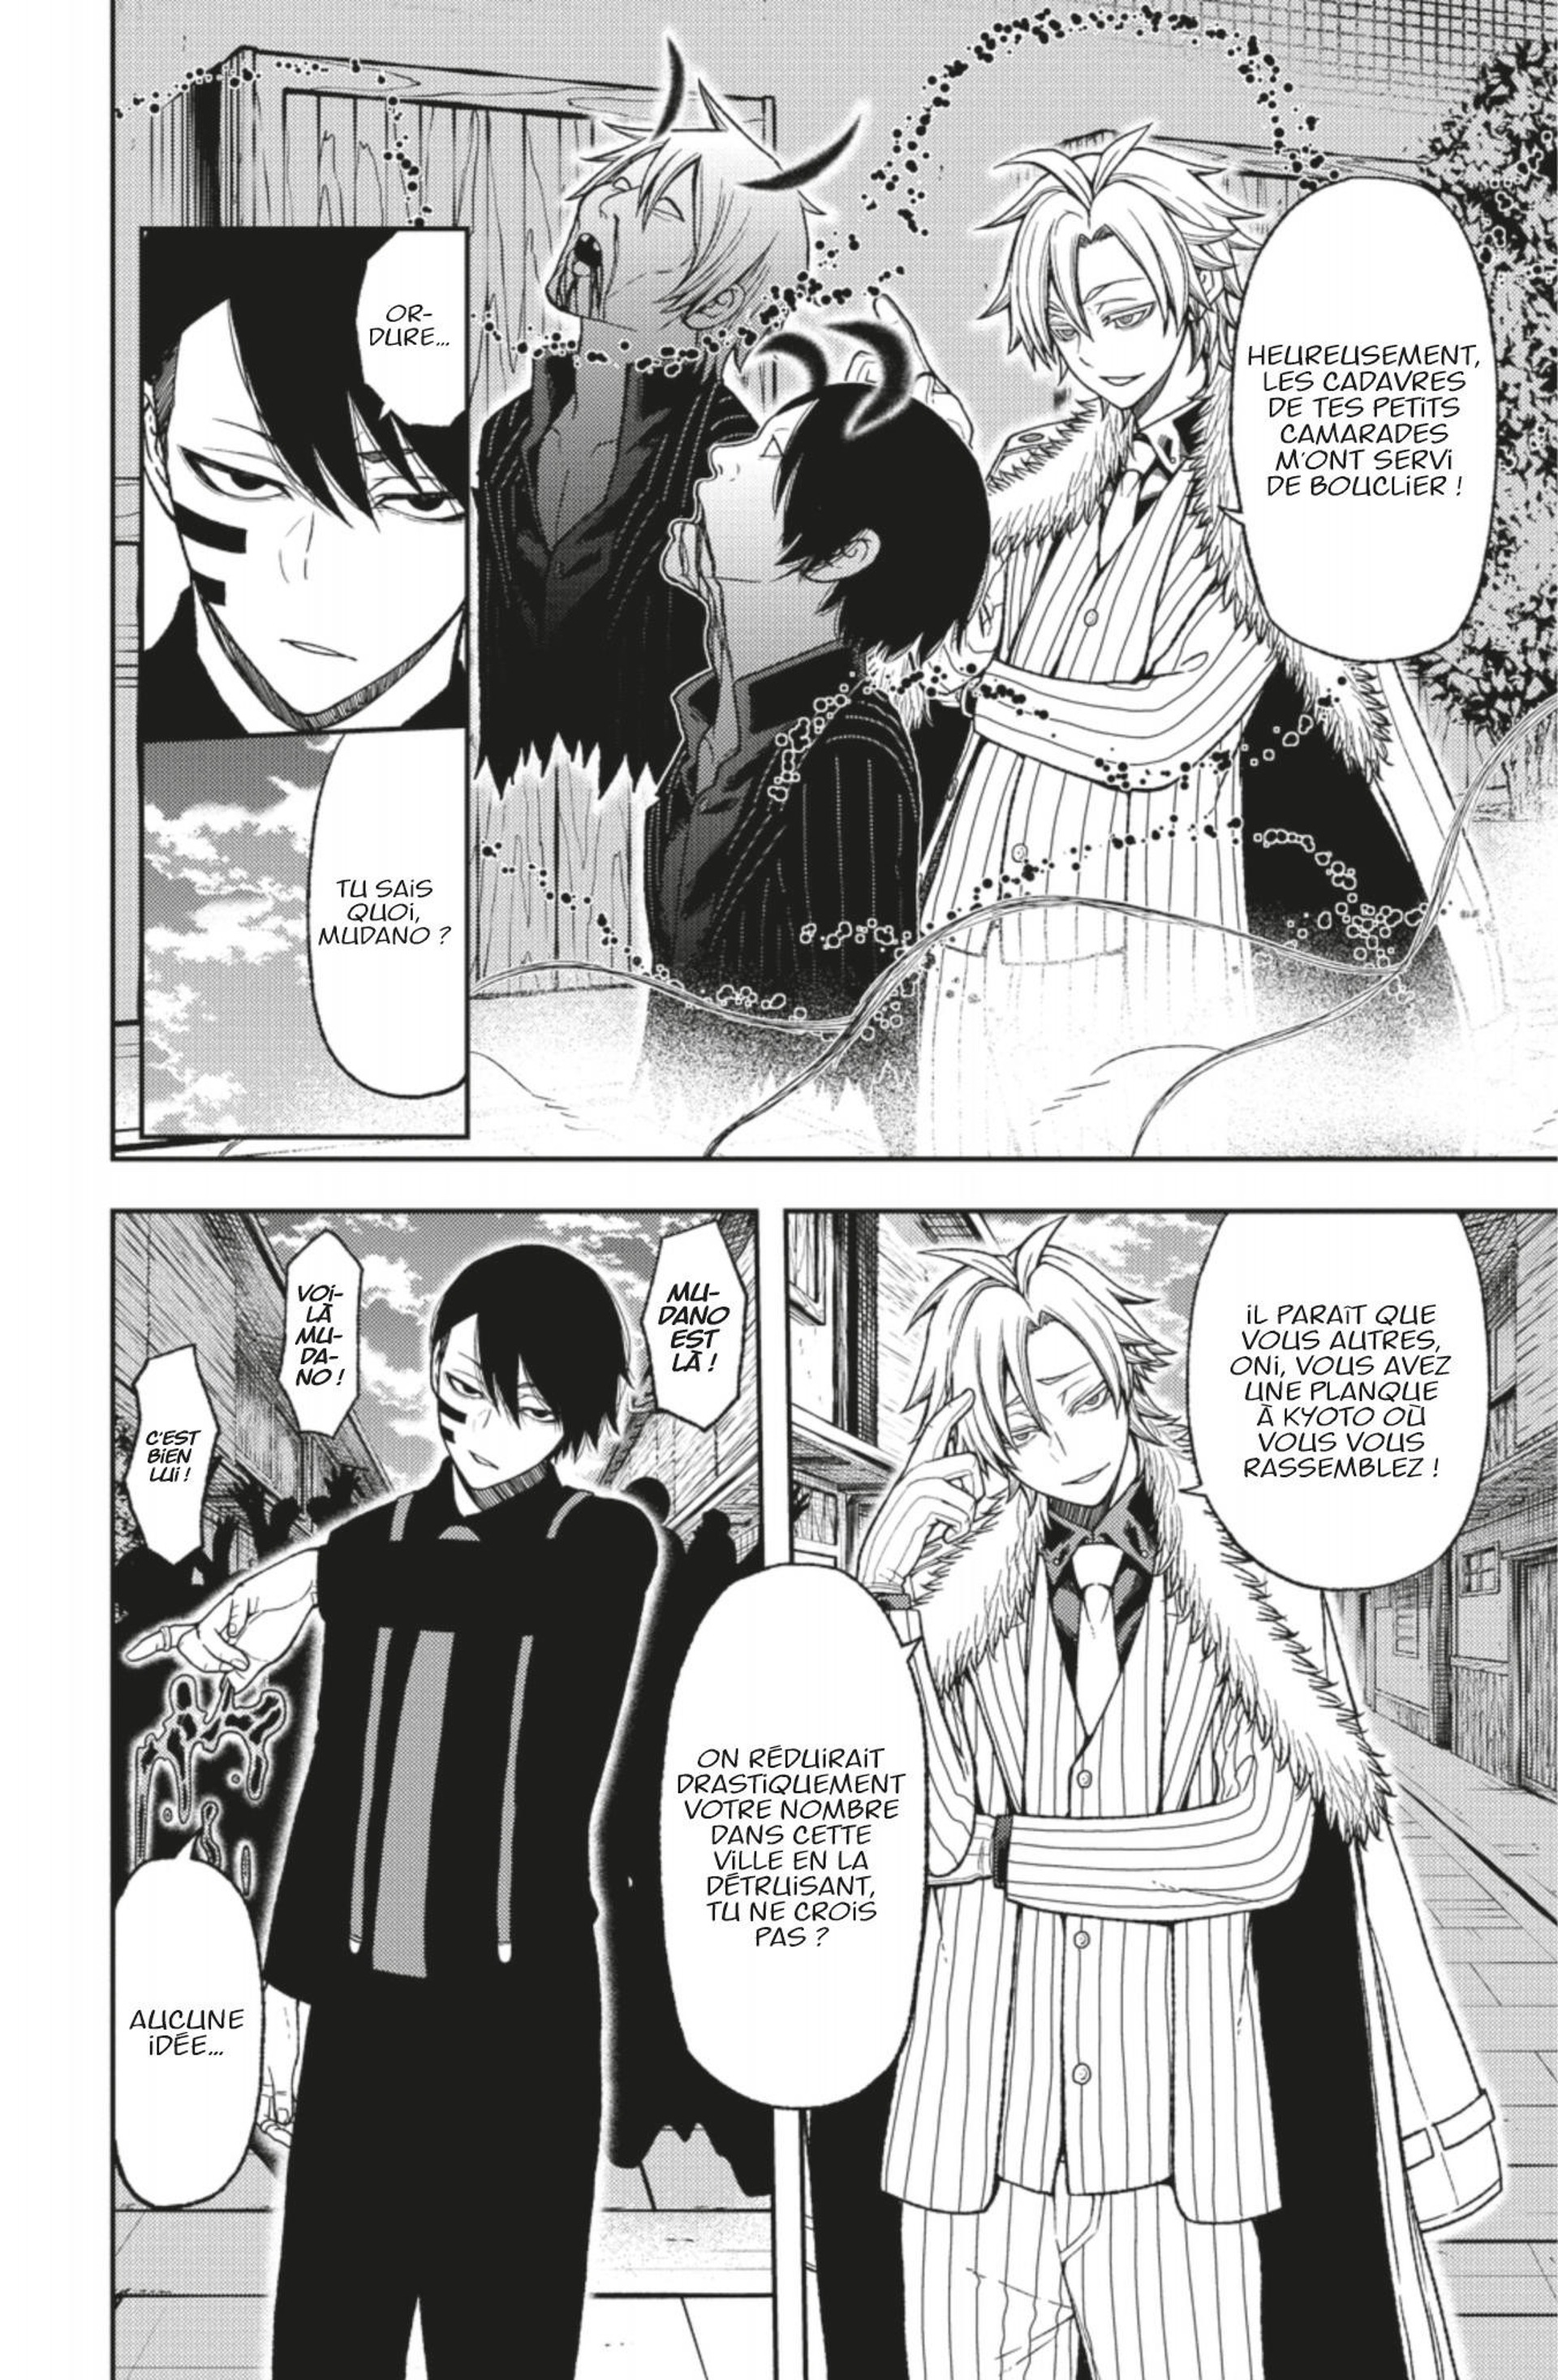 HEUREUSEMENT,
LES CADAVRES
DE TES PETITS
CAMARADES
M'ONT SERVI
DE BOUCLIER !
OR-
DURE...
TU SAIS
QUOI,
MUDANO ?
IL PARAÎT QUE
VOUS AUTRES,
ONI, VOUS AVEZ
UNE PLANQUE
À KYOTO OÙ
VOUS VOUS
RASSEMBLEZ !
ON RÉDUIRAIT
DRASTIQUEMENT
VOTRE NOMBRE
DANS CETTE
VILLE EN LA
DÉTRUISANT,
TU NE CROIS
PAS ?
MU-
DANO
EST
LÀ !
VOI-
LÀ
MU-
DA-
NO !
C'EST
BIEN
LUI !
AUCUNE
IDÉE...